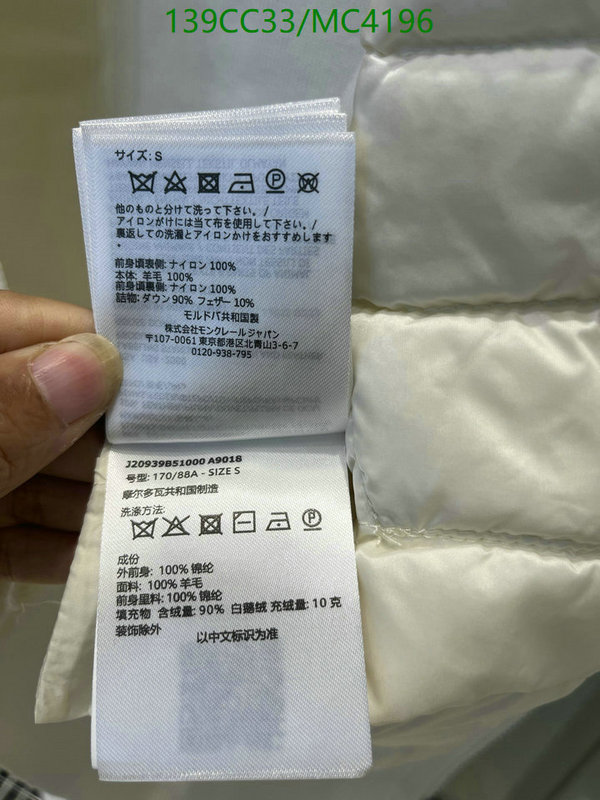 139CC33/MC4196
サイズ: S
他のものと分けて洗って下さい。/
アイロンがけには当て布を使用して下さい。/
裏返しての洗濯とアイロンかけをおすすめします
。
前身頃表側: ナイロン 100%
本体: 羊毛 100%
前身頃裏側: ナイロン 100%
詰物: ダウン 90% フェザー 10%
モルドバ共和国製
株式会社モンクレールジャパン
〒107-0061 東京都港区北青山3-6-7
0120-938-795
J20939B51000 A9018
号型: 170/88A - SIZE S
摩尔多瓦共和国制造
洗涤方法:
成份
外前身: 100% 锦纶
面料: 100% 羊毛
前身里料: 100% 锦纶
填充物 含绒量: 90% 白鹅绒 充绒量: 10 克
装饰除外
以中文标识为准